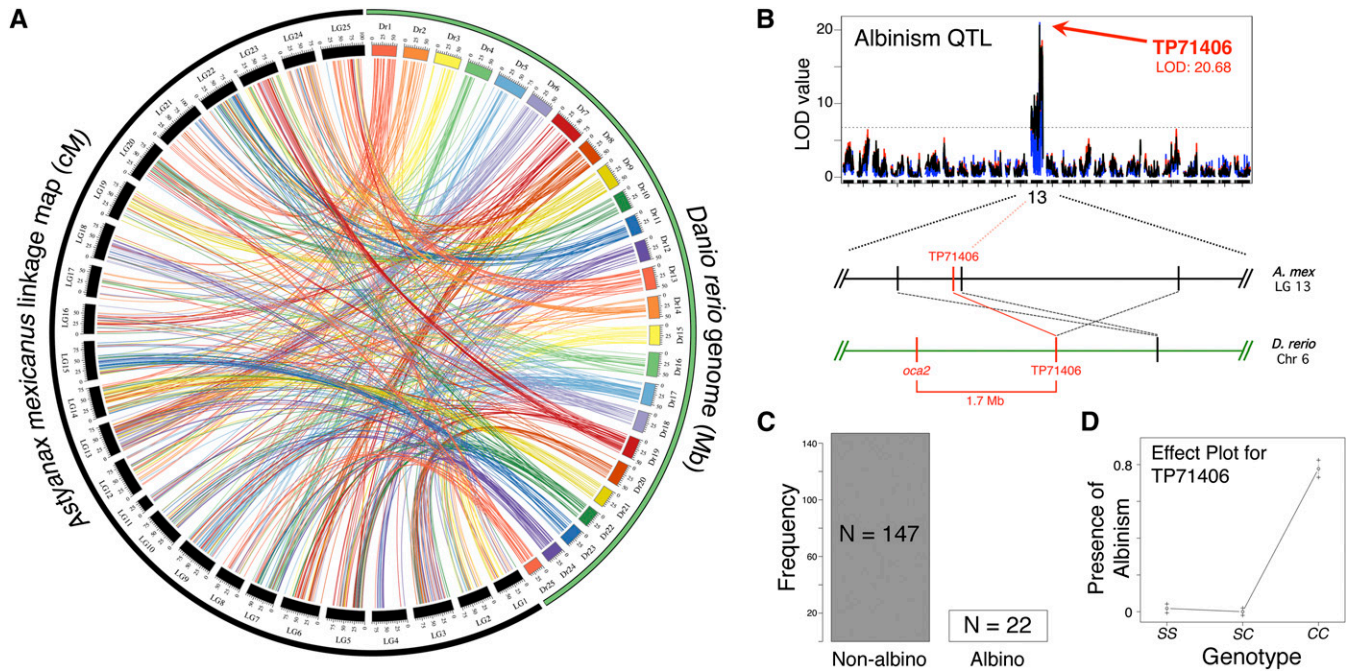 A
Astyanax mexicanus linkage map (cM)
Danio rerio genome (Mb)
LG25
LG24
LG23
LG22
LG21
LG20
LG19
LG18
LG17
LG16
LG15
LG14
LG13
LG12
LG11
LG10
LG9
LG8
LG7
LG6
LG5
LG4
LG3
LG2
LG1
Dr1
Dr2
Dr3
Dr4
Dr5
Dr6
Dr7
Dr8
Dr9
Dr10
Dr11
Dr12
Dr13
Dr14
Dr15
Dr16
Dr17
Dr18
Dr19
Dr20
Dr21
Dr22
Dr23
Dr24
Dr25
B
Albinism QTL
TP71406
LOD: 20.68
LOD value
20
10
0
13
TP71406
A. mex
LG 13
D. rerio
Chr 6
oca2
TP71406
1.7 Mb
C
Frequency
140
100
60
20
N = 147
N = 22
Non-albino
Albino
D
Effect Plot for
TP71406
Presence of
Albinism
0.8
0
SS
SC
CC
Genotype